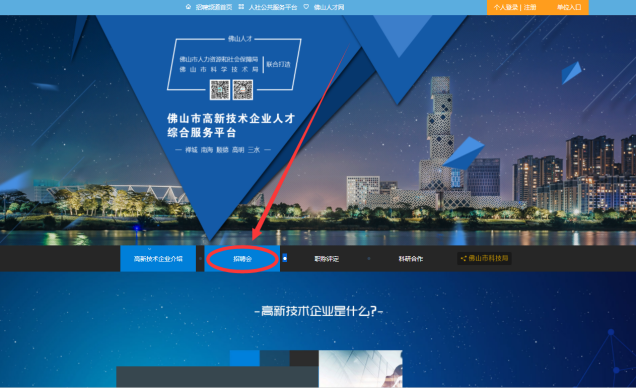 招聘频道首页 人社公共服务平台 佛山人才网 个人登录 | 注册 单位入口
佛山人才
佛山市人力资源和社会保障局
佛山市科学技术局
联合打造
佛山市高新技术企业人才
综合服务平台
禅城 南海 顺德 高明 三水
高新技术企业介绍 招聘会 职称评定 科研合作 佛山市科技局
-高新技术企业是什么?-